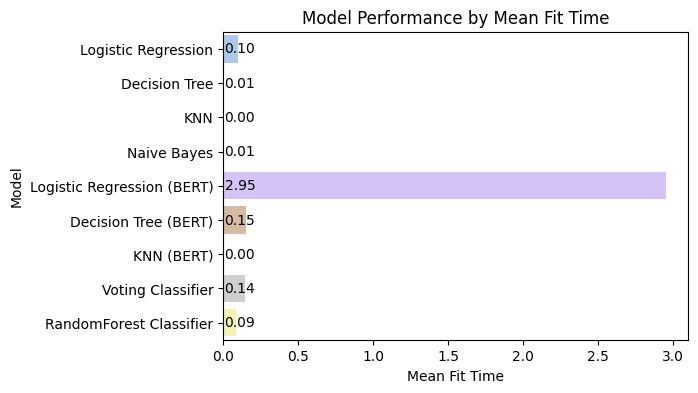 Model Performance by Mean Fit Time
Model
Logistic Regression 0.10
Decision Tree 0.01
KNN 0.00
Naive Bayes 0.01
Logistic Regression (BERT) 2.95
Decision Tree (BERT) 0.15
KNN (BERT) 0.00
Voting Classifier 0.14
RandomForest Classifier 0.09
0.0 0.5 1.0 1.5 2.0 2.5 3.0
Mean Fit Time